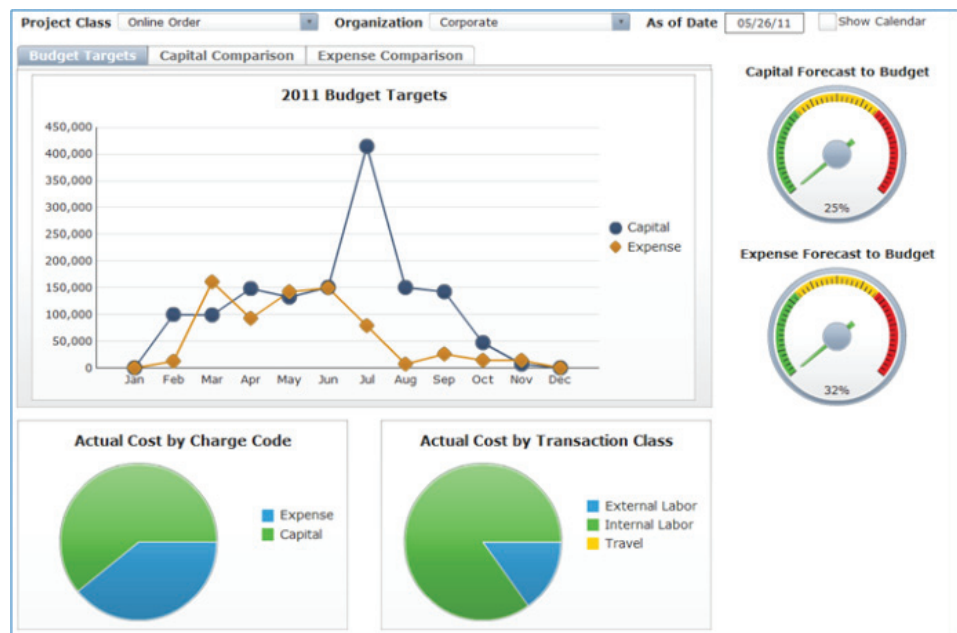 Project Class Online Order Organization Corporate As of Date 05/26/11 Show Calendar
Budget Targets Capital Comparison Expense Comparison
2011 Budget Targets
450,000
400,000
350,000
300,000
250,000
200,000
150,000
100,000
50,000
0
Jan Feb Mar Apr May Jun Jul Aug Sep Oct Nov Dec
Capital
Expense
Capital Forecast to Budget
25%
Expense Forecast to Budget
32%
Actual Cost by Charge Code
Expense
Capital
Actual Cost by Transaction Class
External Labor
Internal Labor
Travel